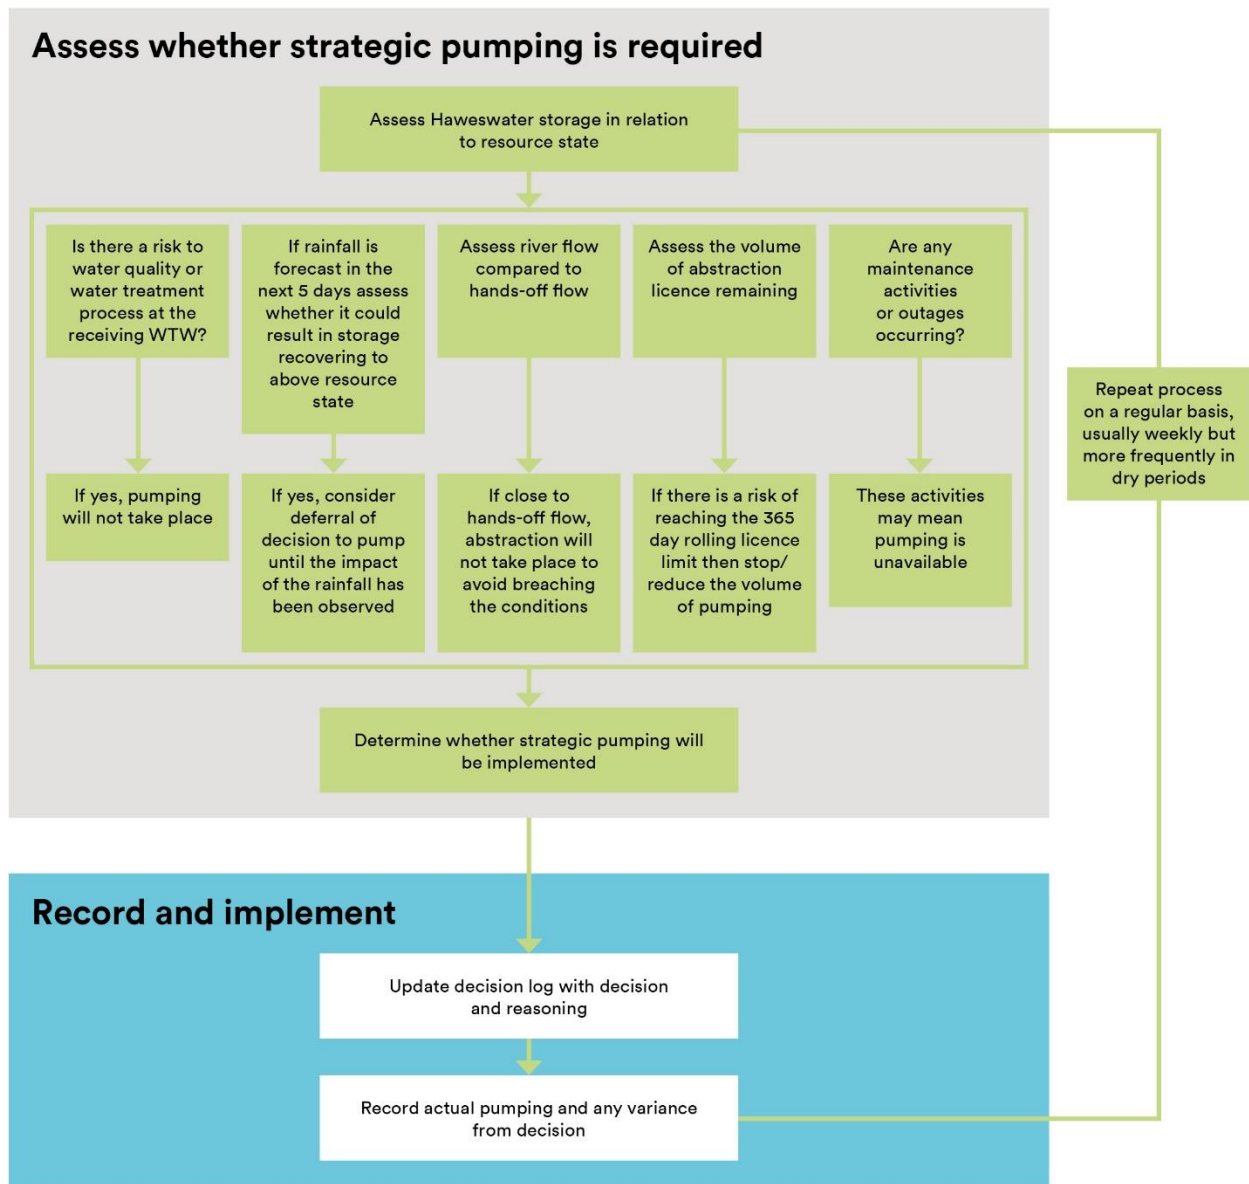 Assess whether strategic pumping is required
Assess Haweswater storage in relation
to resource state
Is there a risk to
water quality or
water treatment
process at the
receiving WTW?
If yes, pumping
will not take place
If rainfall is
forecast in the
next 5 days assess
whether it could
result in storage
recovering to
above resource
state
If yes, consider
deferral of
decision to pump
until the impact
of the rainfall has
been observed
Assess river flow
compared to
hands-off flow
If close to
hands-off flow,
abstraction will
not take place to
avoid breaching
the conditions
Assess the volume
of abstraction
licence remaining
If there is a risk of
reaching the 365
day rolling licence
limit then stop/
reduce the volume
of pumping
Are any
maintenance
activities
or outages
occurring?
These activities
may mean
pumping is
unavailable
Repeat process
on a regular basis,
usually weekly but
more frequently in
dry periods
Determine whether strategic pumping will
be implemented
Record and implement
Update decision log with decision
and reasoning
Record actual pumping and any variance
from decision